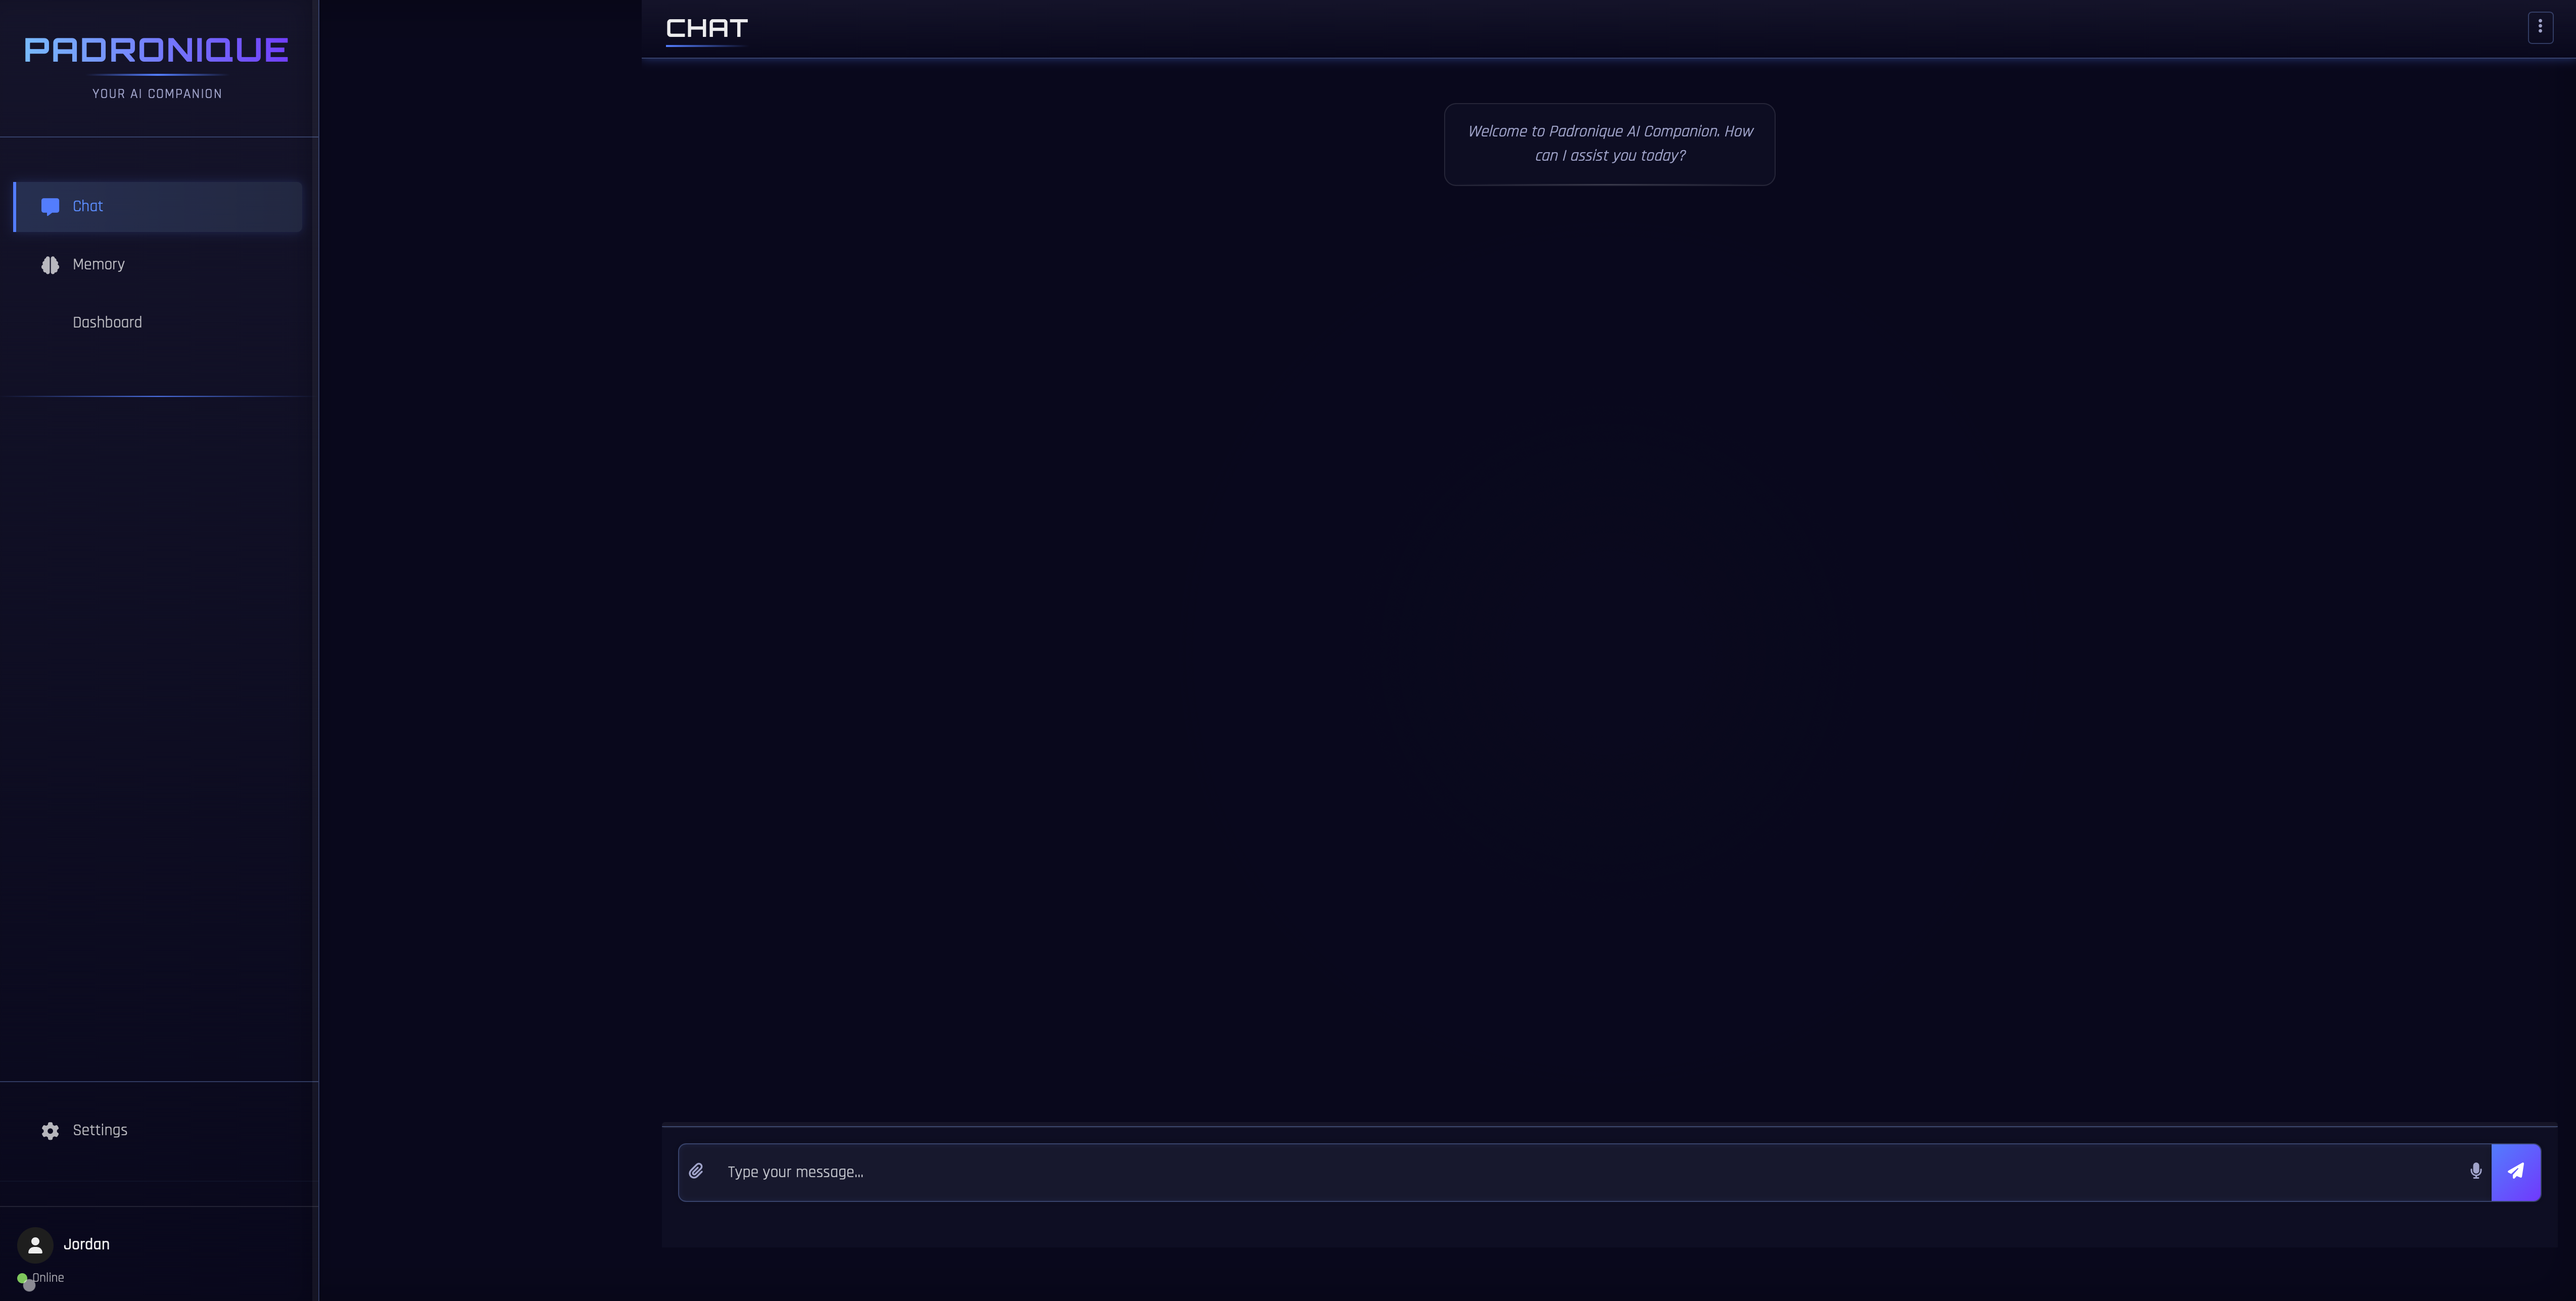 PADRONIQUE
YOUR AI COMPANION
Chat
Memory
Dashboard
Settings
Jordan
Online
CHAT
Welcome to Padronique AI Companion. How
can I assist you today?
Type your message...